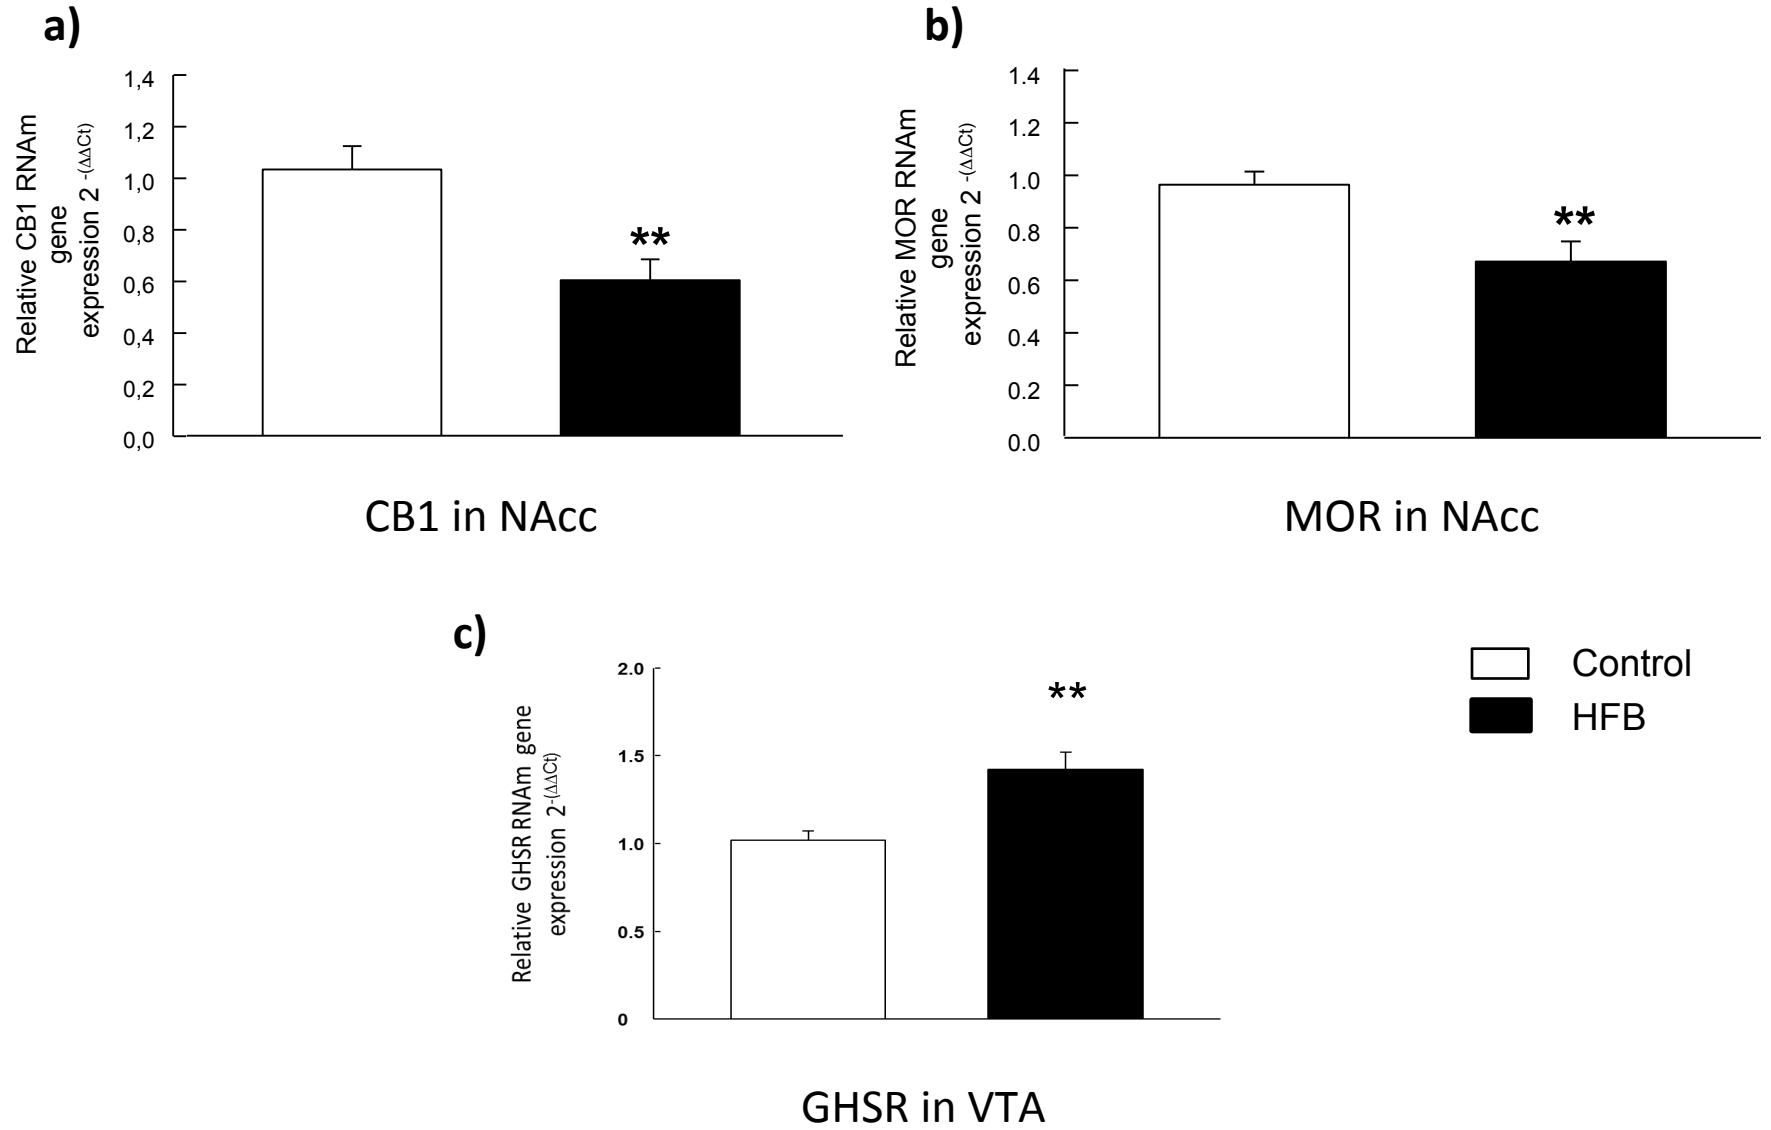 a)
1,4
1,2
1,0
0,8
0,6
0,4
0,2
0,0
Relative CB1 RNAm
gene
expression 2 -(ΔΔCt)
**
CB1 in NAcc
b)
1.4
1.2
1.0
0.8
0.6
0.4
0.2
0.0
Relative MOR RNAm
gene
expression 2 -(ΔΔCt)
**
MOR in NAcc
c)
2.0
1.5
1.0
0.5
0
Relative GHSR RNAm gene
expression 2-(ΔΔCt)
**
GHSR in VTA
Control
HFB